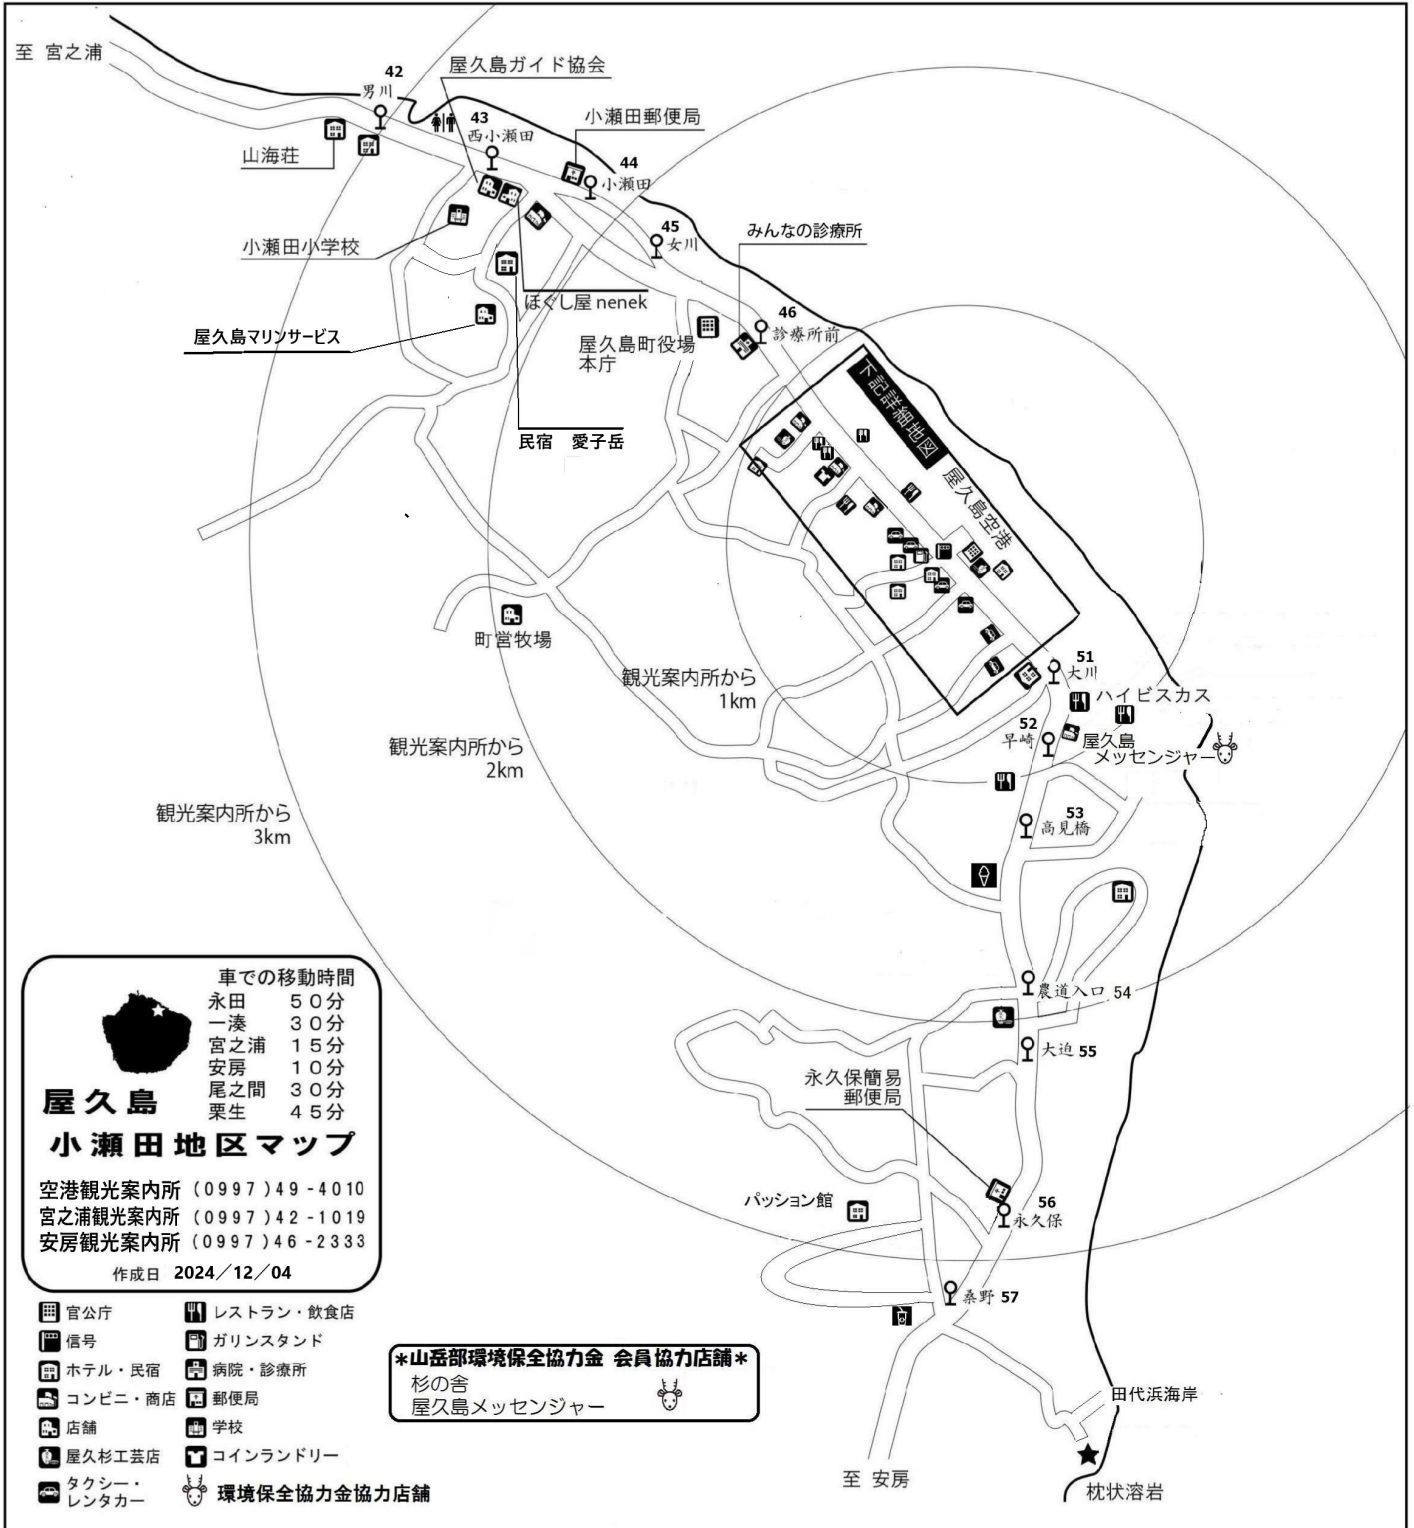 至 宮之浦
42
男川
屋久島ガイド協会
43
西小瀬田
小瀬田郵便局
山海荘
44
小瀬田
小瀬田小学校
45
女川
みんなの診療所
ほぐし屋 nenek
屋久島マリンサービス
46
診療所前
屋久島町役場
本庁
下記詳細地図
民宿 愛子岳
屋久島空港
町営牧場
観光案内所から
1km
51
大川
ハイビスカス
52
早崎
屋久島
メッセンジャー
観光案内所から
2km
観光案内所から
3km
53
高見橋
農道入口 54
大迫 55
永久保簡易
郵便局
パッション館
56
永久保
桑野 57
田代浜海岸
至 安房
枕状溶岩
車での移動時間
永田 50分
一湊 30分
宮之浦 15分
安房 10分
尾之間 30分
栗生 45分
屋久島
小瀬田地区マップ
空港観光案内所 (0997)49-4010
宮之浦観光案内所 (0997)42-1019
安房観光案内所 (0997)46-2333
作成日 2024/12/04
官公庁
レストラン・飲食店
信号
ガリンスタンド
ホテル・民宿
病院・診療所
コンビニ・商店
郵便局
店舗
学校
屋久杉工芸店
コインランドリー
タクシー・
レンタカー
環境保全協力金協力店舗
*山岳部環境保全協力金 会員協力店舗*
杉の舎
屋久島メッセンジャー